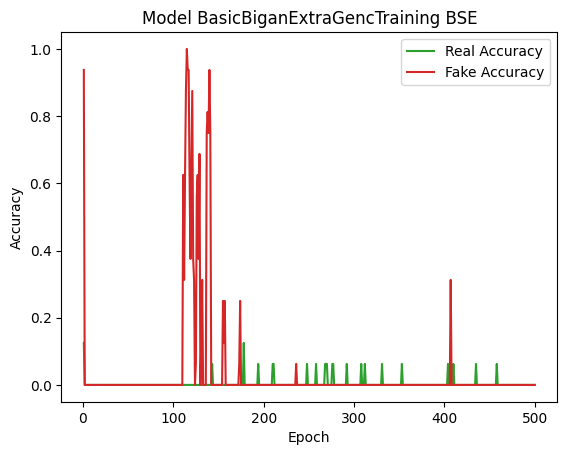 Model BasicBiganExtraGencTraining BSE
Real Accuracy
Fake Accuracy
1.0
0.8
0.6
0.4
0.2
0.0
Accuracy
0
100
200
300
400
500
Epoch